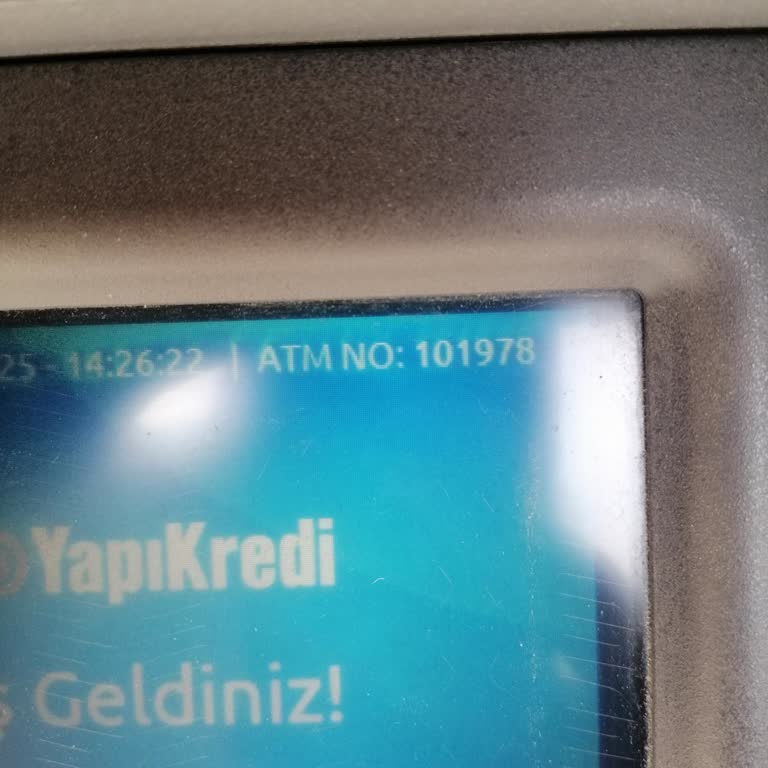 25 - 14:26:22 | ATM NO: 101978
YapıKredi
ş Geldiniz!